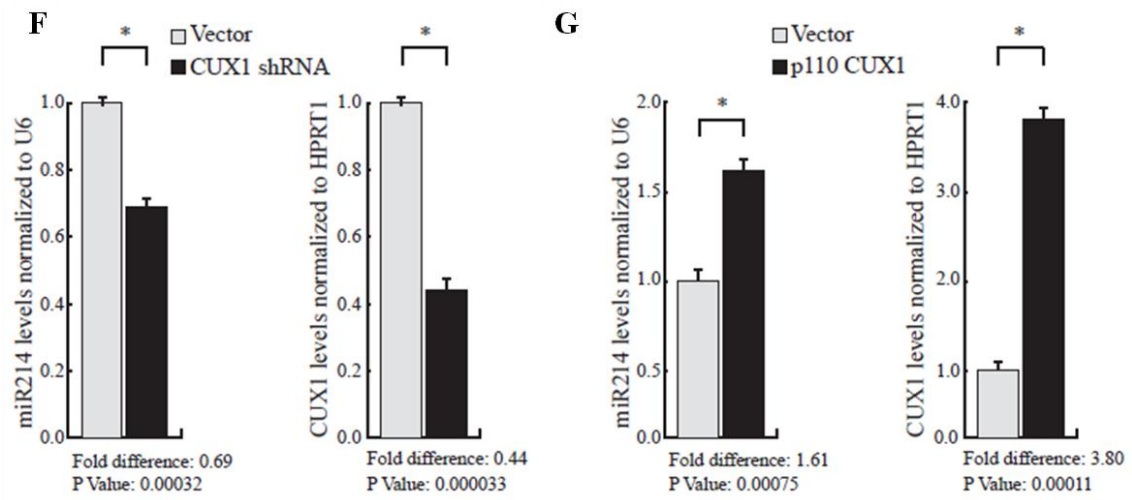 F
*
Vector
CUX1 shRNA
*
miR214 levels normalized to U6
1.0
0.8
0.6
0.4
0.2
0.0
Fold difference: 0.69
P Value: 0.00032
CUX1 levels normalized to HPRT1
1.0
0.8
0.6
0.4
0.2
0.0
Fold difference: 0.44
P Value: 0.000033
G
Vector
p110 CUX1
*
*
miR214 levels normalized to U6
2.0
1.5
1.0
0.5
0.0
Fold difference: 1.61
P Value: 0.00075
CUX1 levels normalized to HPRT1
4.0
3.0
2.0
1.0
0.0
Fold difference: 3.80
P Value: 0.00011